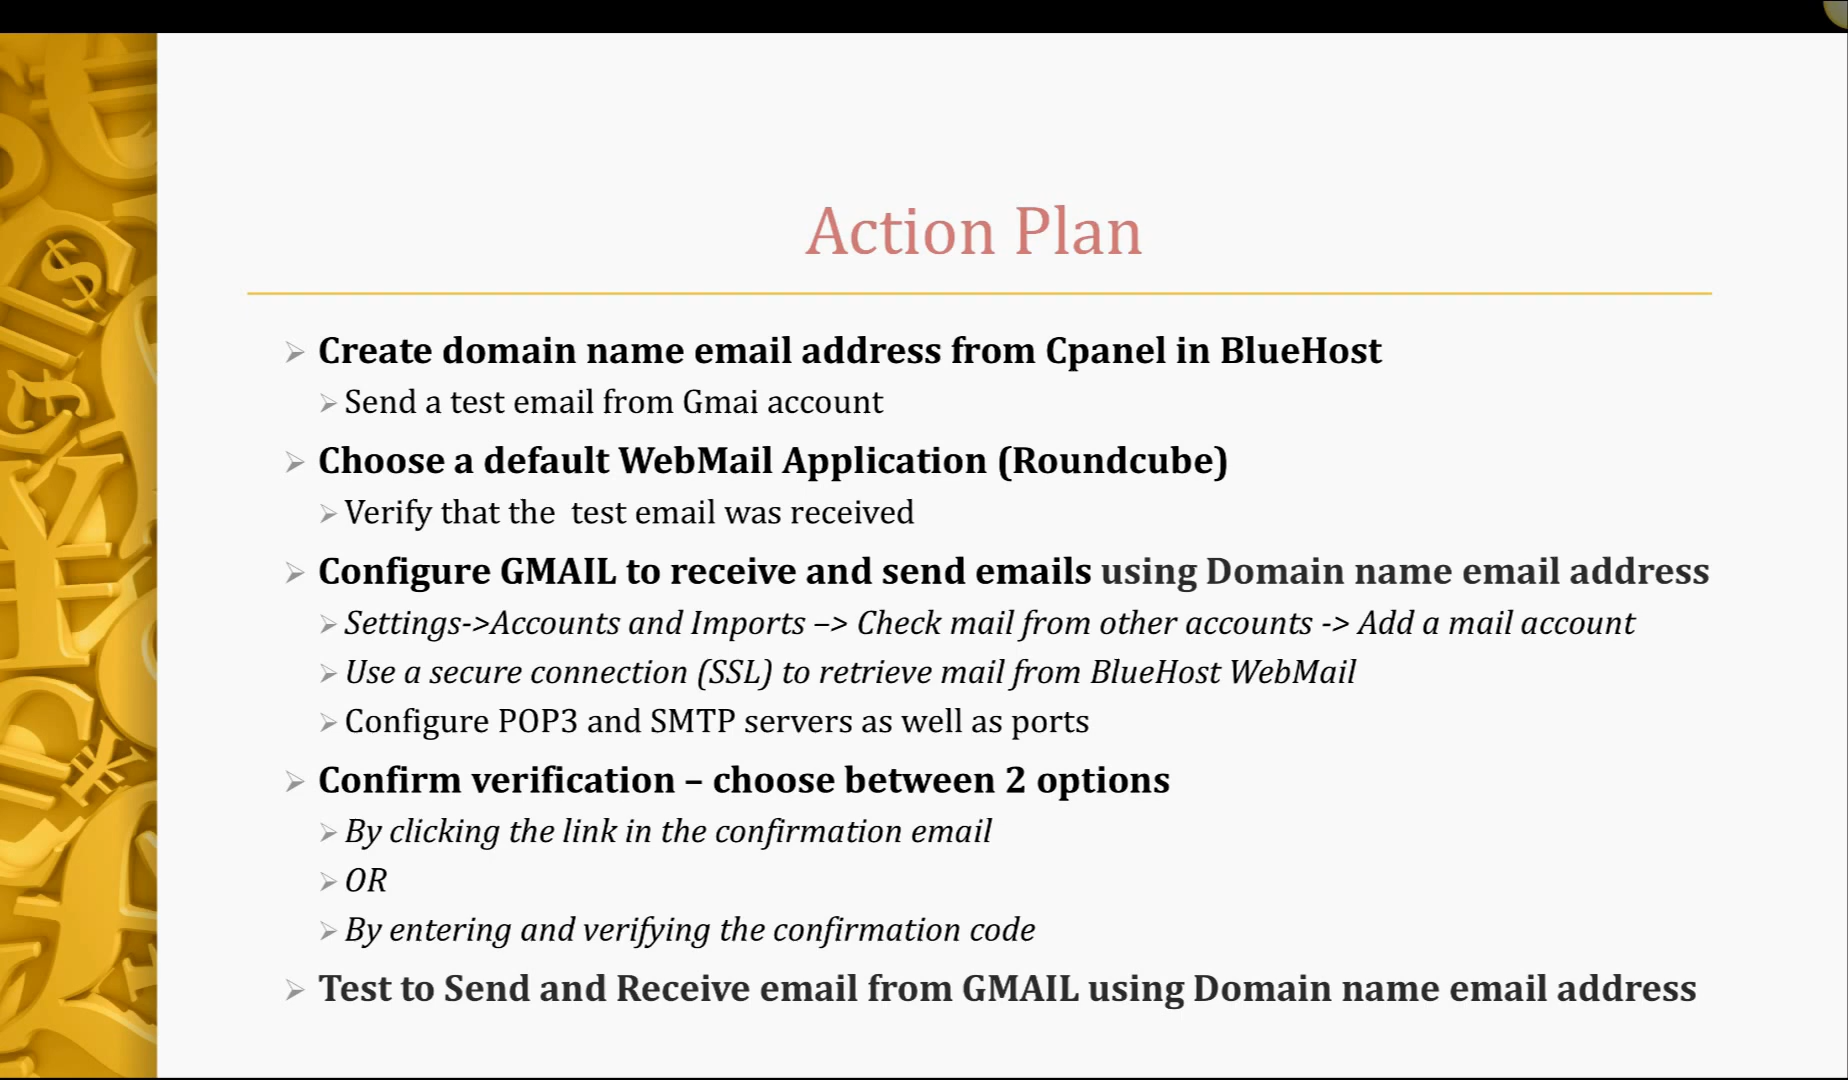 Action Plan
Create domain name email address from Cpanel in BlueHost
Send a test email from Gmai account
Choose a default WebMail Application (Roundcube)
Verify that the  test email was received
Configure GMAIL to receive and send emails using Domain name email address
Settings->Accounts and Imports –> Check mail from other accounts -> Add a mail account
Use a secure connection (SSL) to retrieve mail from BlueHost WebMail
Configure POP3 and SMTP servers as well as ports
Confirm verification – choose between 2 options
By clicking the link in the confirmation email
OR
By entering and verifying the confirmation code
Test to Send and Receive email from GMAIL using Domain name email address